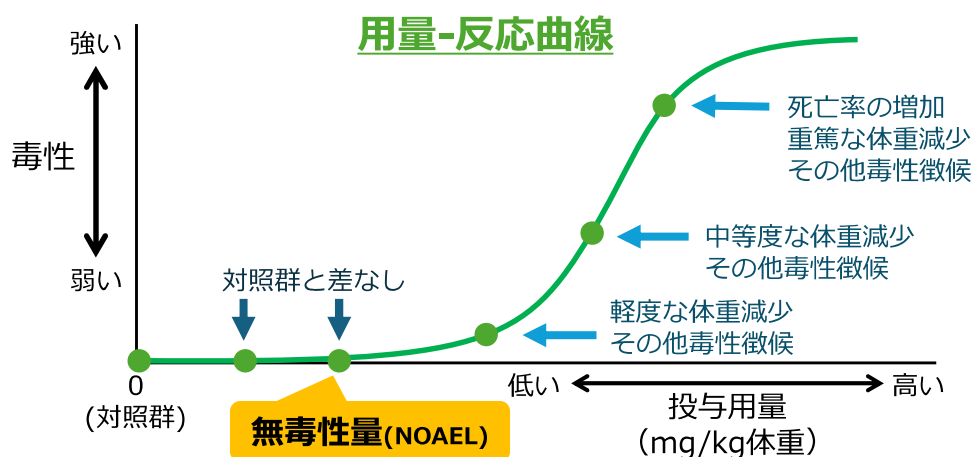 用量-反応曲線
強い
毒性
弱い
死亡率の増加
重篤な体重減少
その他毒性徴候
中等度な体重減少
その他毒性徴候
対照群と差なし
軽度な体重減少
その他毒性徴候
0
(対照群)
低い
高い
投与用量
（mg/kg体重）
無毒性量(NOAEL)